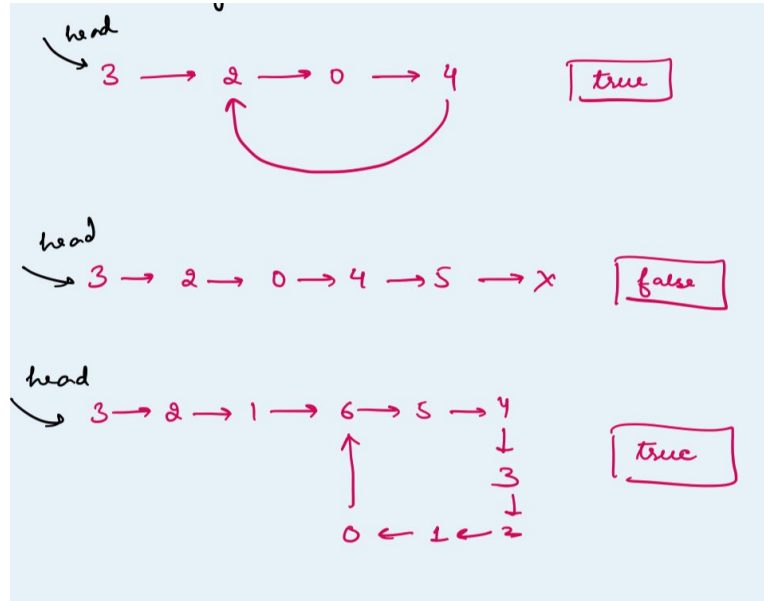 head
3 → 2 → 0 → 4 true
head
3 → 2 → 0 → 4 → 5 → X false
head
3 → 2 → 1 → 6 → 5 → 4
↓
↑ 3 true
↓
0 ← 1 ← 2